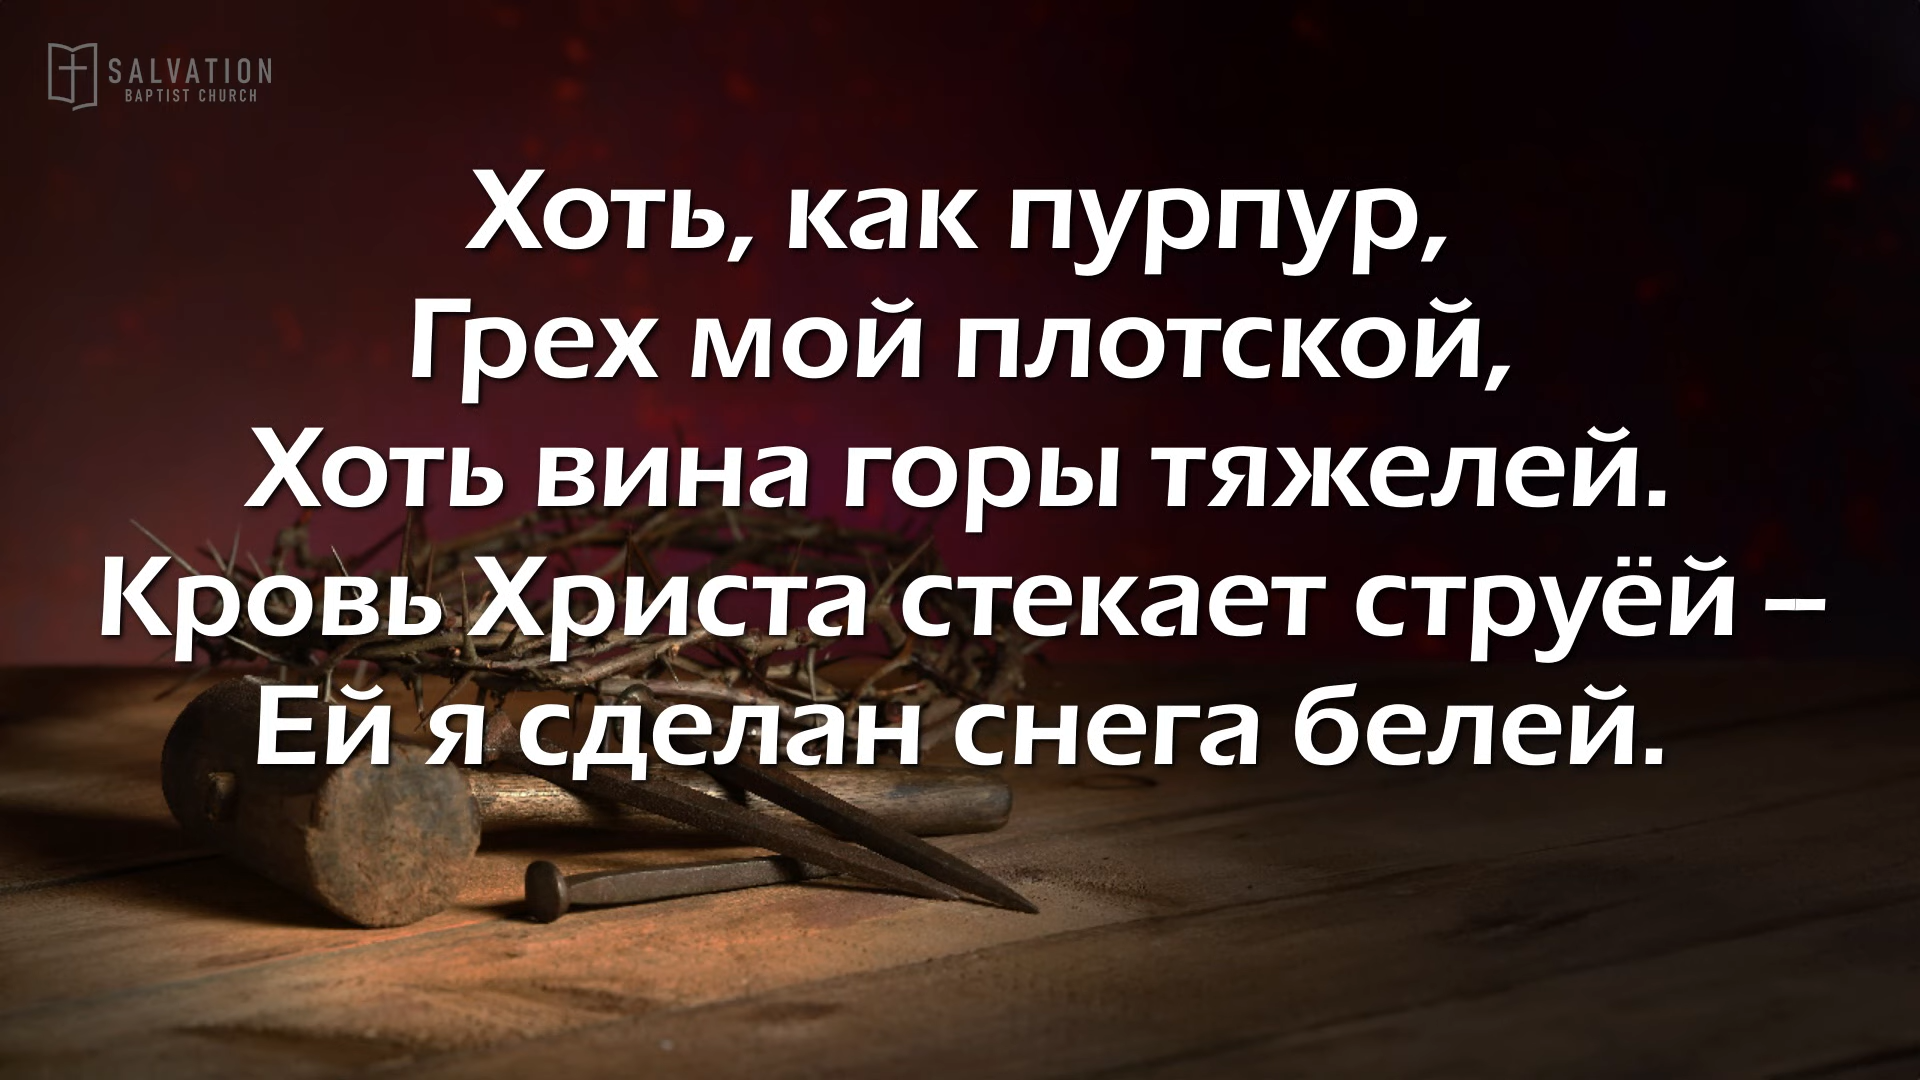 SALVATION
BAPTIST CHURCH
Хоть, как пурпур,
Грех мой плотской,
Хоть вина горы тяжелей.
Кровь Христа стекает струёй –
Ей я сделан снега белей.